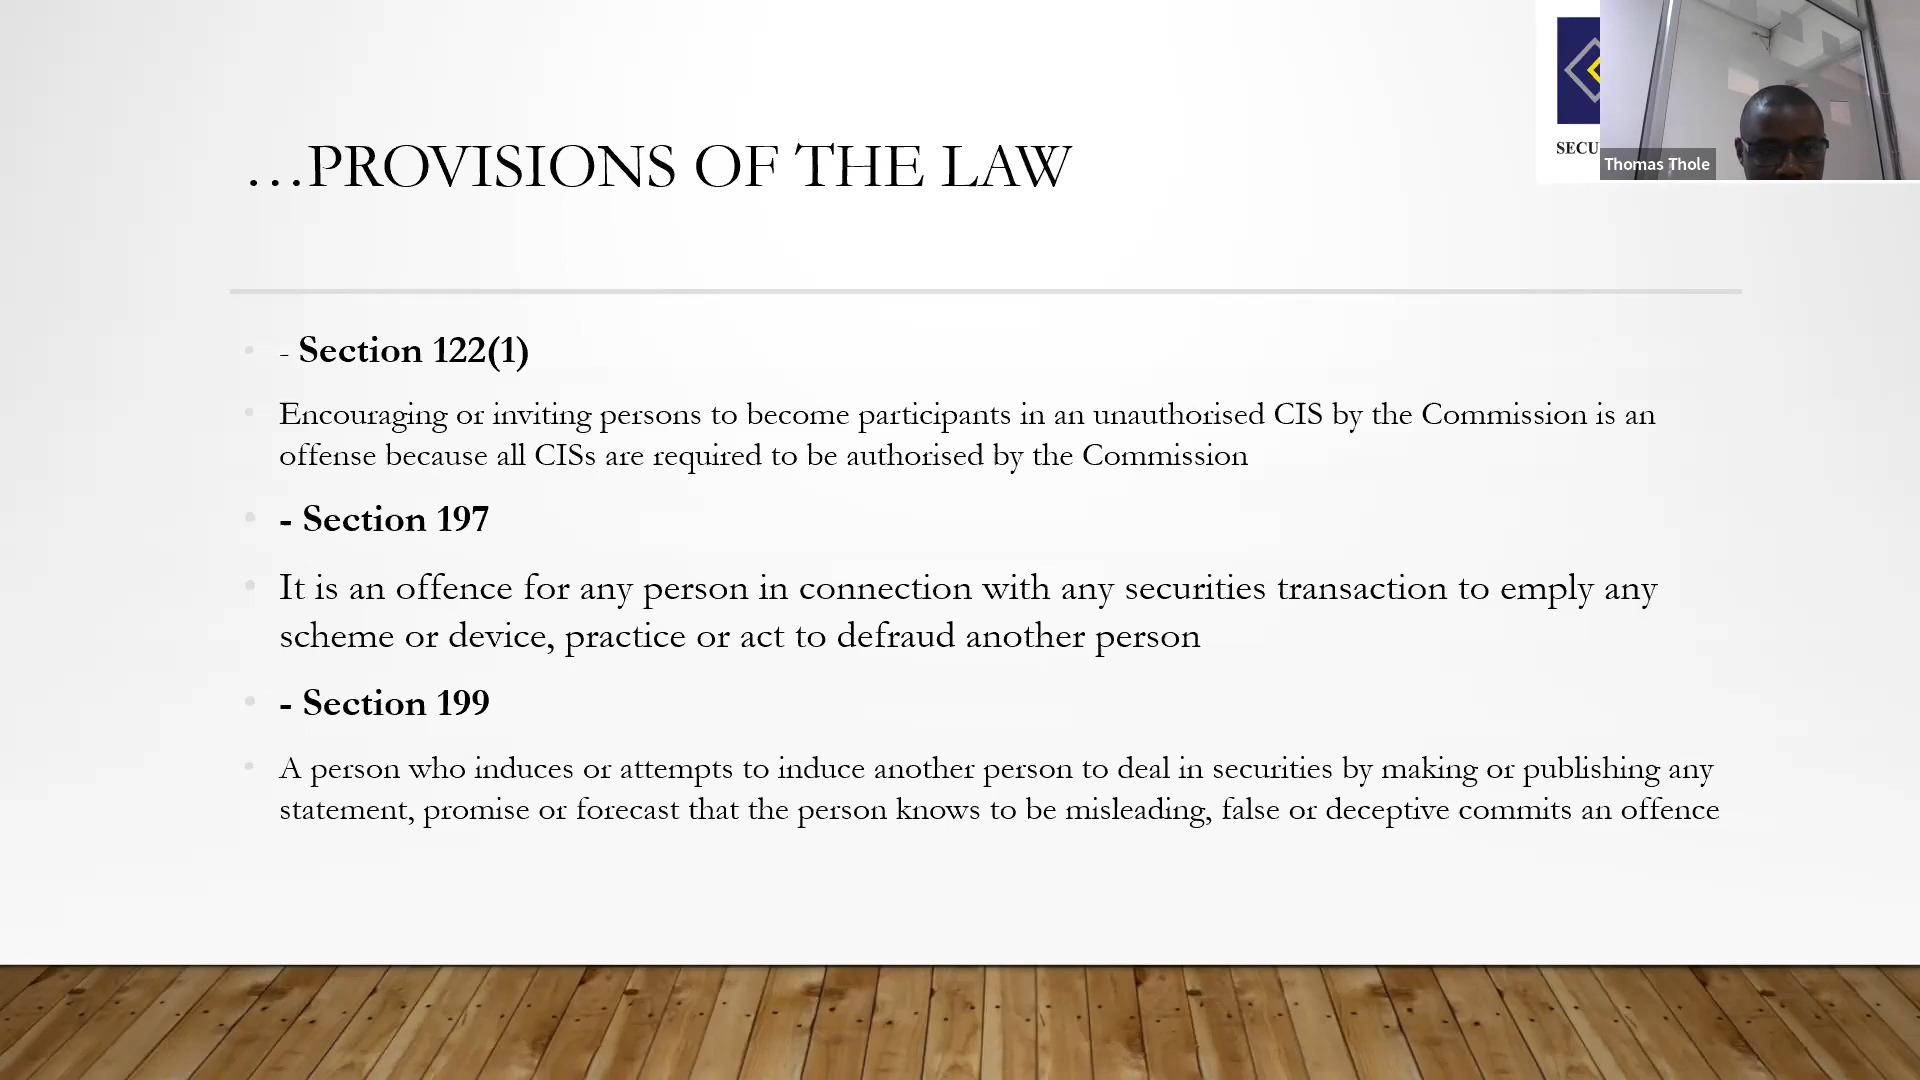 …PROVISIONS OF THE LAW
SECU
Thomas Thole
- Section 122(1)
Encouraging or inviting persons to become participants in an unauthorised CIS by the Commission is an
offense because all CISs are required to be authorised by the Commission
- Section 197
It is an offence for any person in connection with any securities transaction to emply any
scheme or device, practice or act to defraud another person
- Section 199
A person who induces or attempts to induce another person to deal in securities by making or publishing any
statement, promise or forecast that the person knows to be misleading, false or deceptive commits an offence